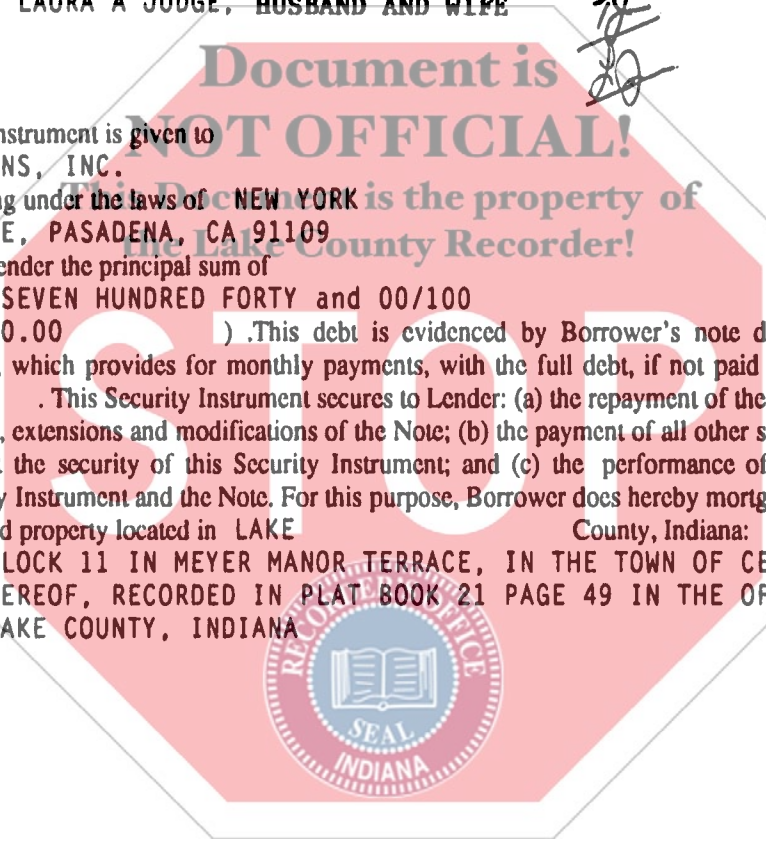 LAURA A JUDGE, HUSBAND AND WIFE
Document is
nstrument is given to
NOT OFFICIAL!
NS, INC.
g under the laws of NEW YORK
This Document is the property of
E, PASADENA, CA 91109
the Lake County Recorder!
ender the principal sum of
SEVEN HUNDRED FORTY and 00/100
0.00 ) .This debt is evidenced by Borrower's note d
, which provides for monthly payments, with the full debt, if not paid
. This Security Instrument secures to Lender: (a) the repayment of the
, extensions and modifications of the Note; (b) the payment of all other s
the security of this Security Instrument; and (c) the performance of
y Instrument and the Note. For this purpose, Borrower does hereby mortg
d property located in LAKE County, Indiana:
LOCK 11 IN MEYER MANOR TERRACE, IN THE TOWN OF CE
EREOF, RECORDED IN PLAT BOOK 21 PAGE 49 IN THE OF
AKE COUNTY, INDIANA
STOP
RECORDER'S OFFICE
SEAL
INDIANA